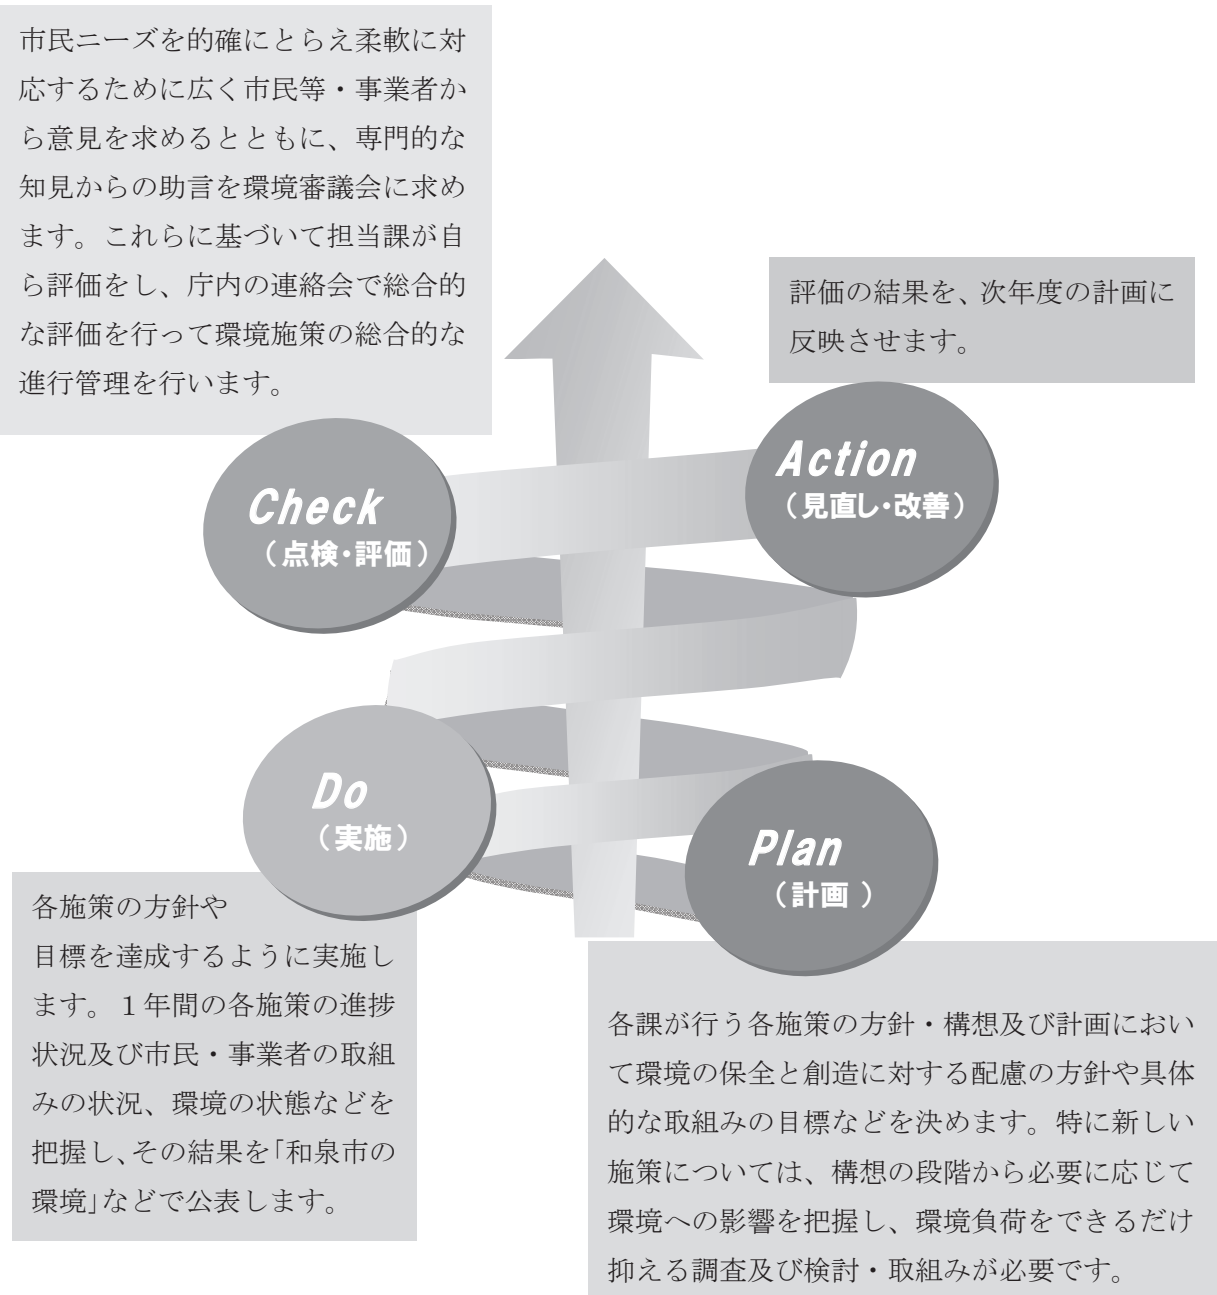 市民ニーズを的確にとらえ柔軟に対
応するために広く市民等・事業者か
ら意見を求めるとともに、専門的な
知見からの助言を環境審議会に求め
ます。これらに基づいて担当課が自
ら評価をし、庁内の連絡会で総合的
な評価を行って環境施策の総合的な
進行管理を行います。
評価の結果を、次年度の計画に
反映させます。
Check
（点検・評価）
Action
（見直し・改善）
Do
（実施）
Plan
（計画 ）
各施策の方針や
目標を達成するように実施し
ます。１年間の各施策の進捗
状況及び市民・事業者の取組
みの状況、環境の状態などを
把握し、その結果を「和泉市の
環境」などで公表します。
各課が行う各施策の方針・構想及び計画におい
て環境の保全と創造に対する配慮の方針や具体
的な取組みの目標などを決めます。特に新しい
施策については、構想の段階から必要に応じて
環境への影響を把握し、環境負荷をできるだけ
抑える調査及び検討・取組みが必要です。